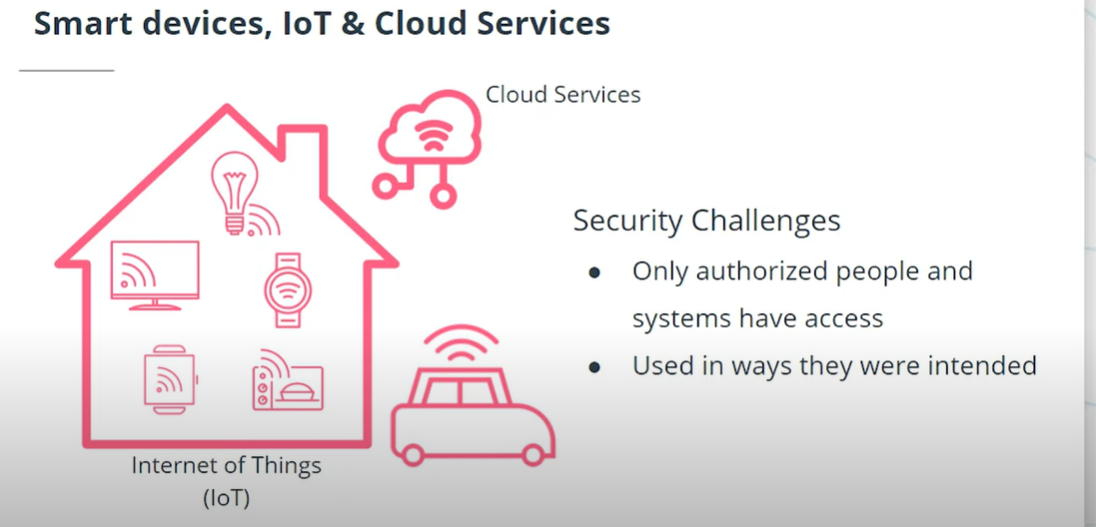 Smart devices, IoT & Cloud Services
Cloud Services
Security Challenges
● Only authorized people and
systems have access
● Used in ways they were intended
Internet of Things
(IoT)